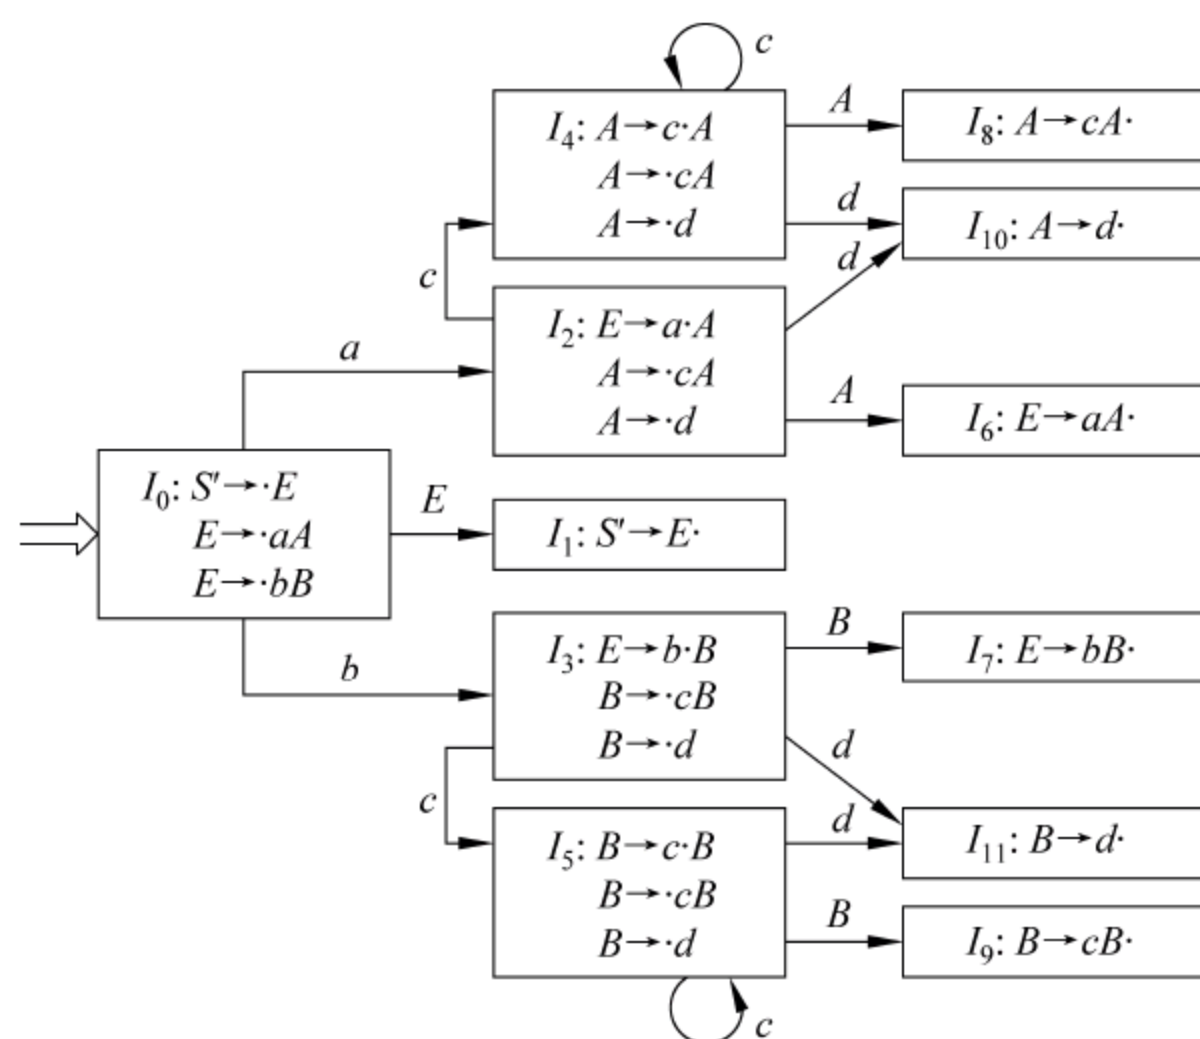 c
I₄: A→c·A
A→·cA
A→·d
A
I₈: A→cA·
d
I₁₀: A→d·
d
c
I₂: E→a·A
A→·cA
A→·d
A
I₆: E→aA·
a
I₀: S′→·E
E→·aA
E→·bB
E
I₁: S′→E·
b
I₃: E→b·B
B→·cB
B→·d
B
I₇: E→bB·
d
c
I₅: B→c·B
B→·cB
B→·d
d
I₁₁: B→d·
B
I₉: B→cB·
c